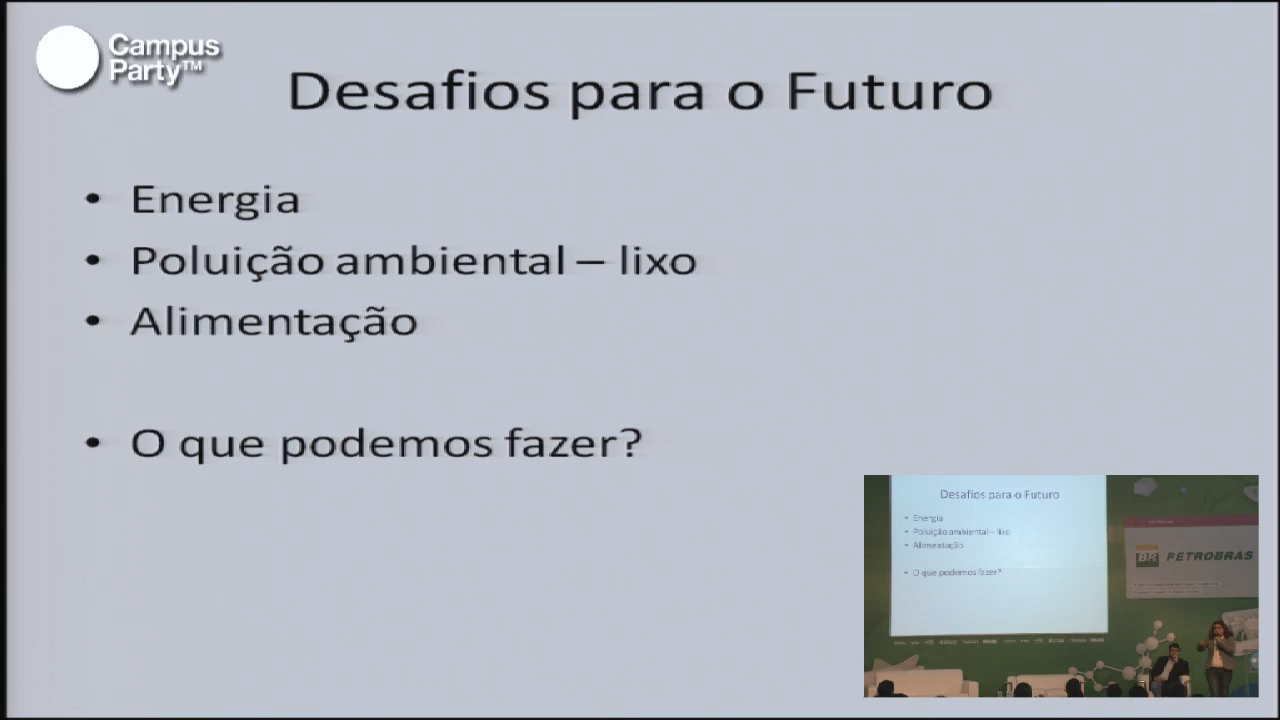 Campus
Party™
Desafios para o Futuro
• Energia
• Poluição ambiental – lixo
• Alimentação
• O que podemos fazer?
Desafios para o Futuro
• Energia
• Poluição ambiental – lixo
• Alimentação
• O que podemos fazer?
BR PETROBRAS